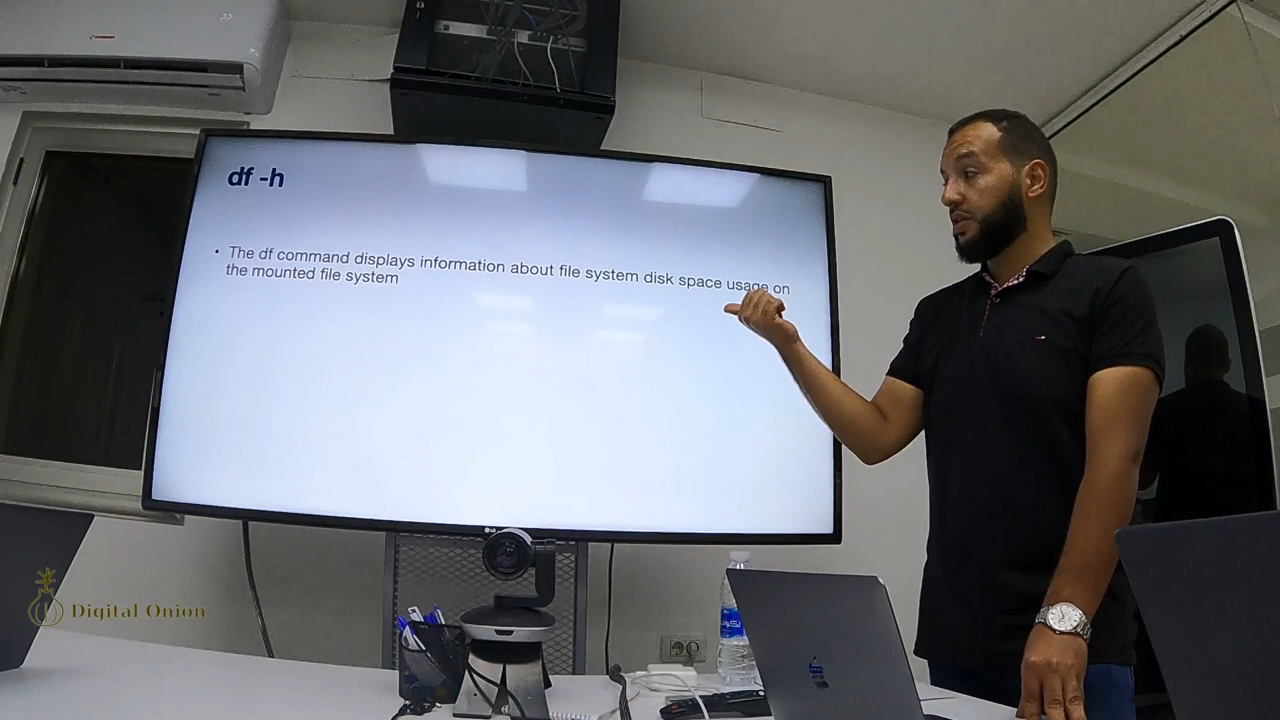 df -h
• The df command displays information about file system disk space usage on
the mounted file system
LG
Digital Onion